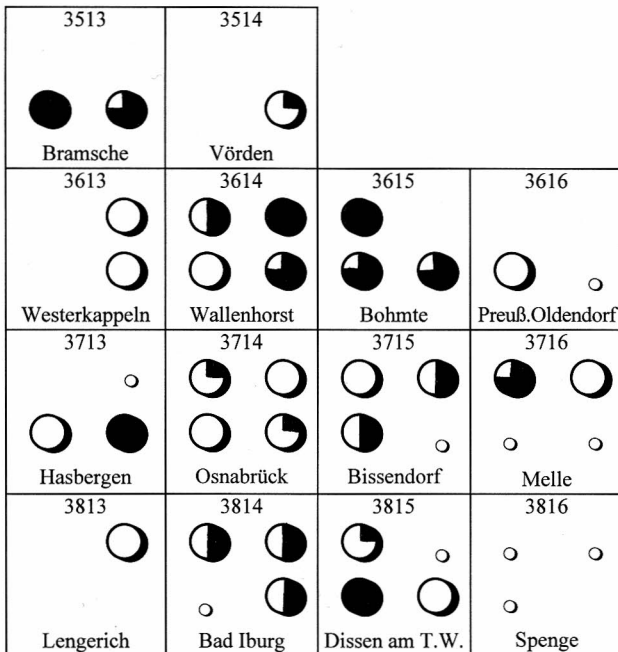 3513 3514
Bramsche Vörden
3613 3614 3615 3616
Westerkappeln Wallenhorst Bohmte Preuß.Oldendorf
3713 3714 3715 3716
Hasbergen Osnabrück Bissendorf Melle
3813 3814 3815 3816
Lengerich Bad Iburg Dissen am T.W. Spenge